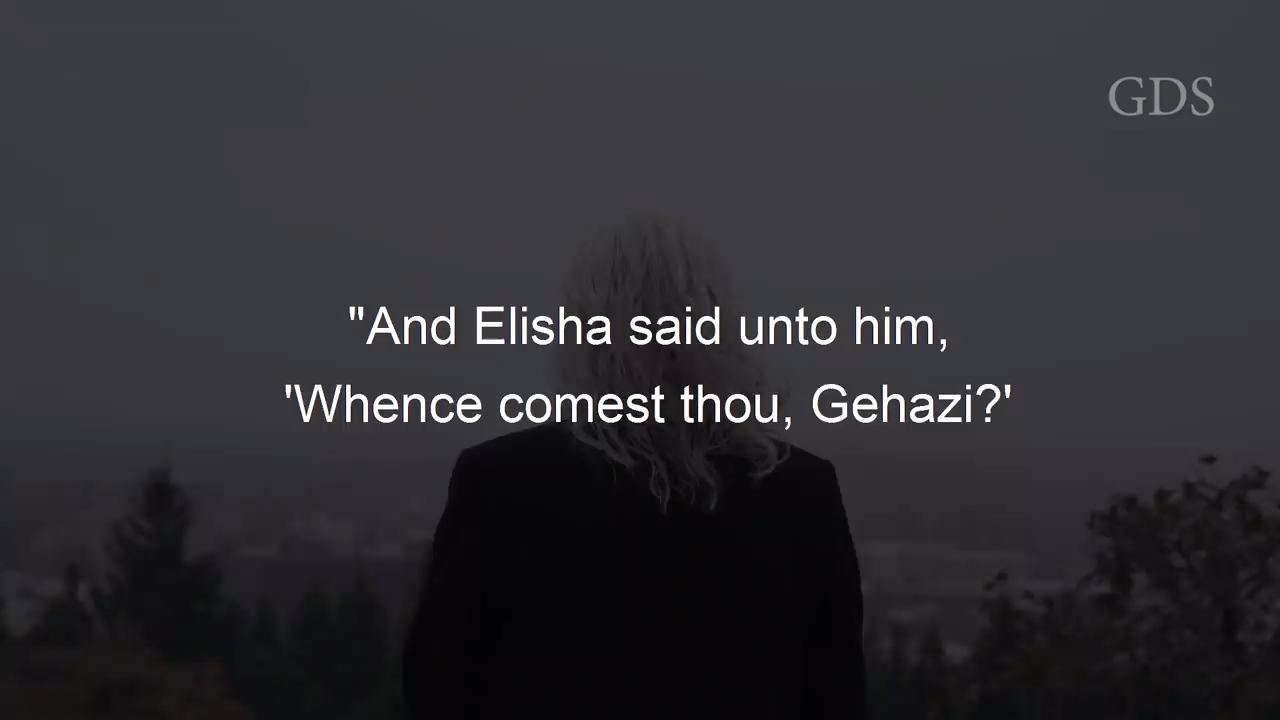 GDS
"And Elisha said unto him,
'Whence comest thou, Gehazi?'